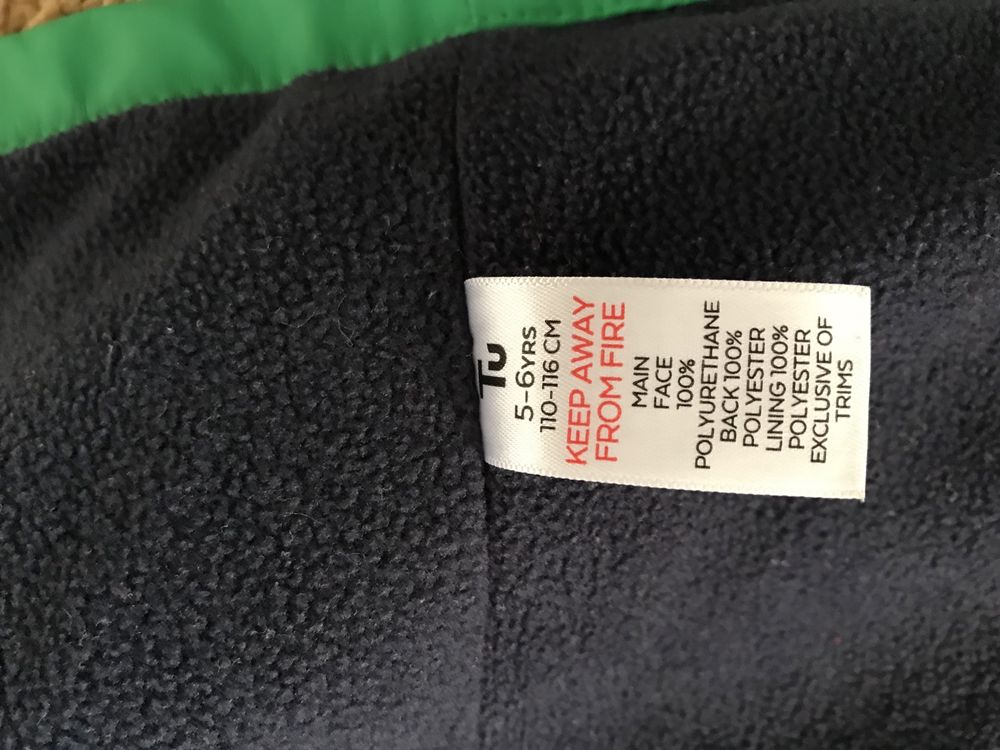 Tu
5-6YRS
110-116 CM
KEEP AWAY
FROM FIRE
MAIN
FACE
100%
POLYURETHANE
BACK 100%
POLYESTER
LINING 100%
POLYESTER
EXCLUSIVE OF
TRIMS